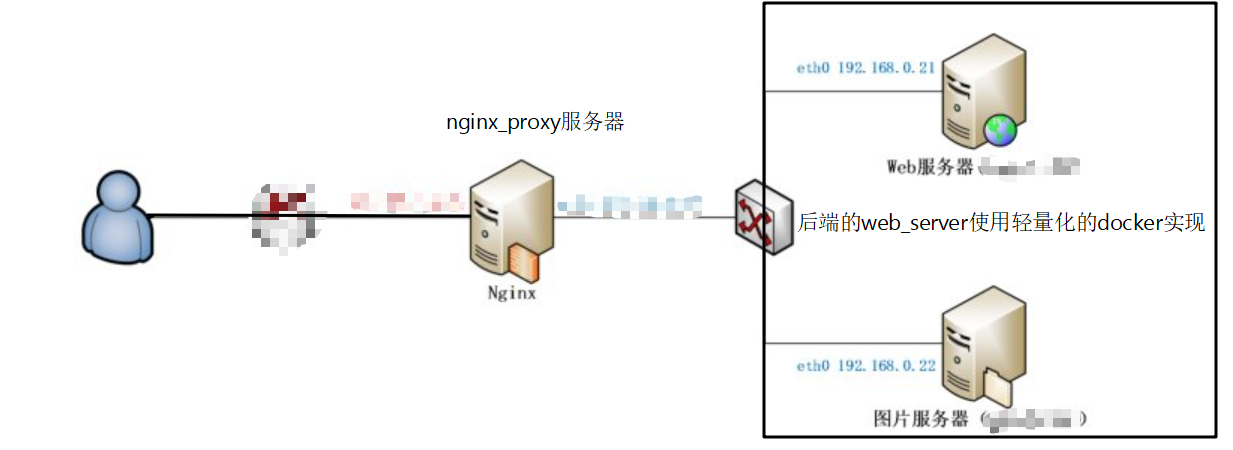 eth0 192.168.0.21
nginx_proxy服务器
Web服务器
后端的web_server使用轻量化的docker实现
Nginx
eth0 192.168.0.22
图片服务器 ( )